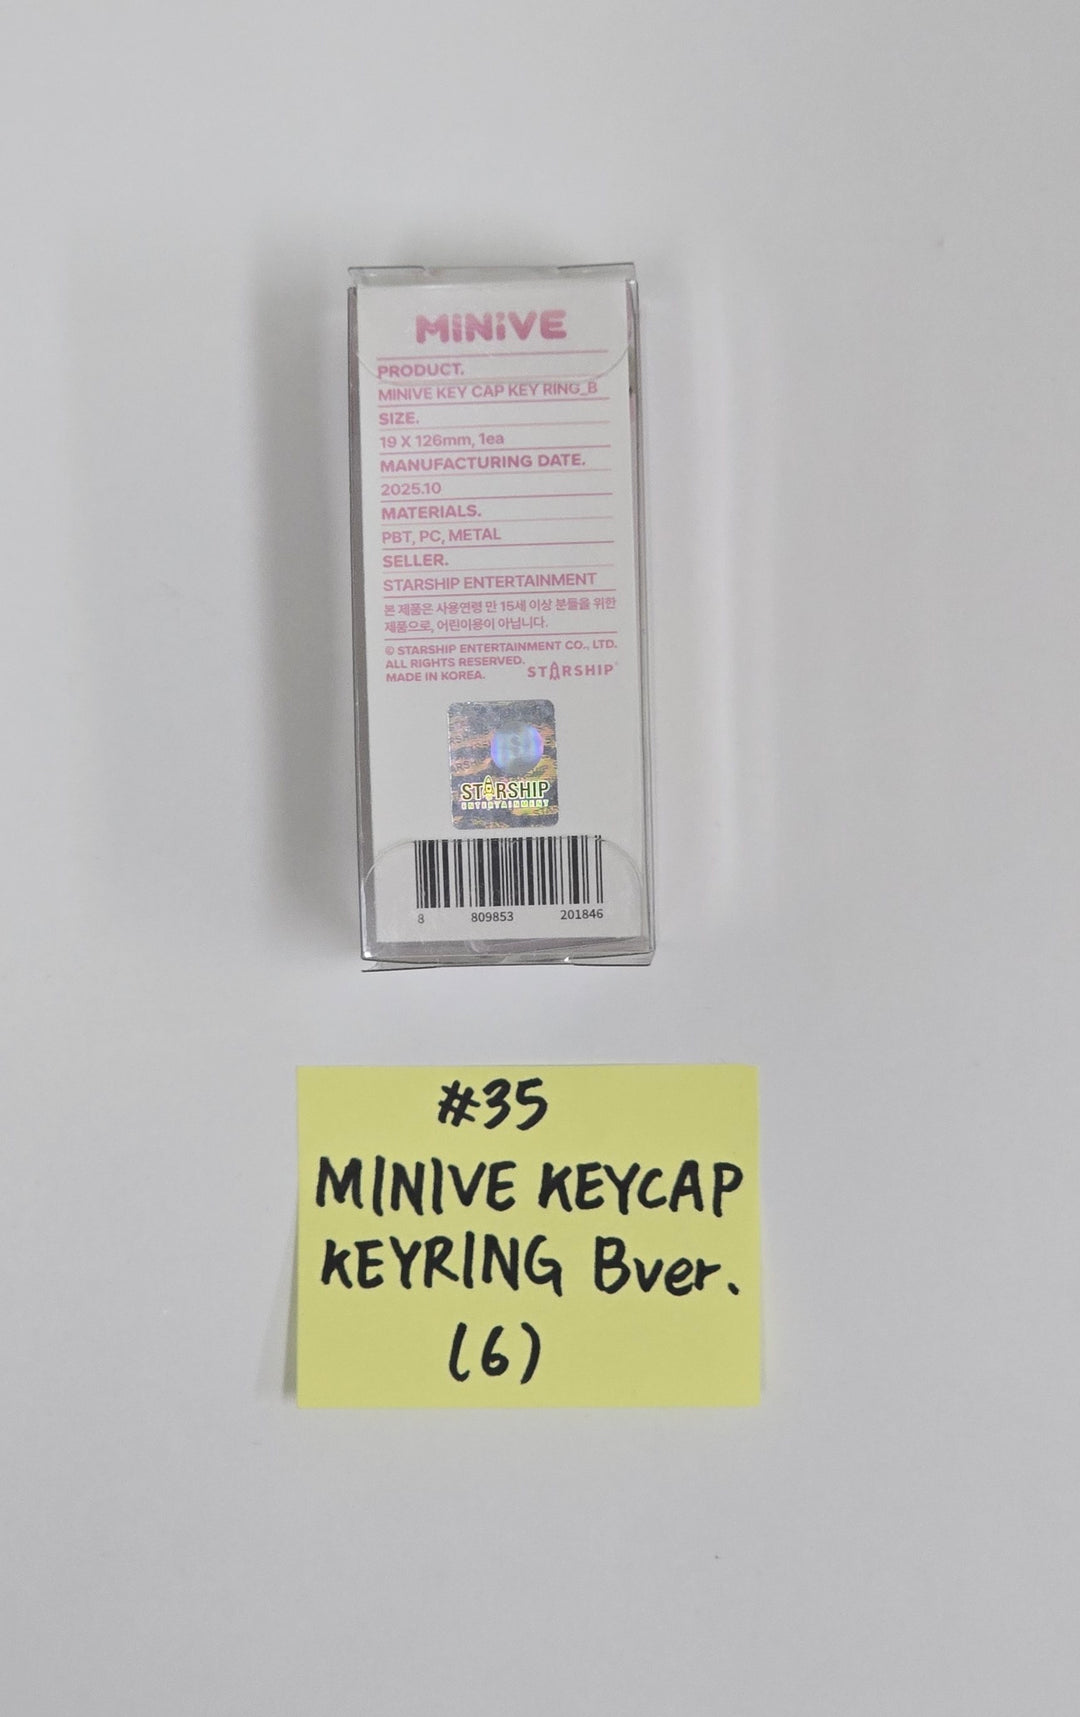 MINiVE
PRODUCT.
MINIVE KEY CAP KEY RING_B
SIZE.
19 X 126mm, 1ea
MANUFACTURING DATE.
2025.10
MATERIALS.
PBT, PC, METAL
SELLER.
STARSHIP ENTERTAINMENT
본 제품은 사용연령 만 15세 이상 분들을 위한
제품으로, 어린이용이 아닙니다.
© STARSHIP ENTERTAINMENT CO., LTD.
ALL RIGHTS RESERVED.
MADE IN KOREA. STARSHIP
STARSHIP
ENTERTAINMENT
8 809853 201846
#35
MINIVE KEYCAP
KEYRING Bver.
(6)